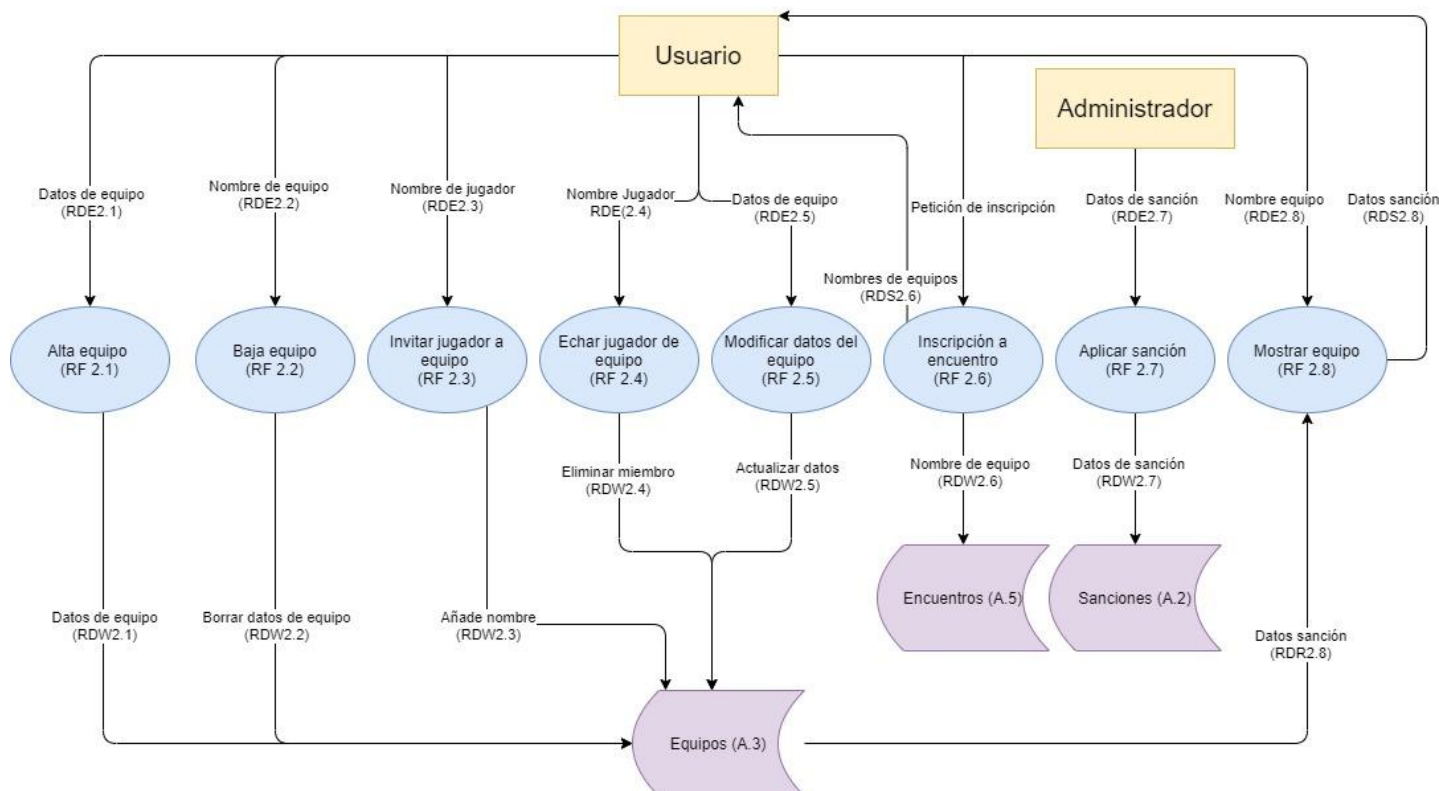 Usuario
Administrador
Datos de equipo
(RDE2.1)
Nombre de equipo
(RDE2.2)
Nombre de jugador
(RDE2.3)
Nombre Jugador
RDE(2.4)
Datos de equipo
(RDE2.5)
Petición de inscripción
Datos de sanción
(RDE2.7)
Nombre equipo
(RDE2.8)
Datos sanción
(RDS2.8)
Nombres de equipos
(RDS2.6)
Alta equipo
(RF 2.1)
Baja equipo
(RF 2.2)
Invitar jugador a
equipo
(RF 2.3)
Echar jugador de
equipo
(RF 2.4)
Modificar datos del
equipo
(RF 2.5)
Inscripción a
encuentro
(RF 2.6)
Aplicar sanción
(RF 2.7)
Mostrar equipo
(RF 2.8)
Eliminar miembro
(RDW2.4)
Actualizar datos
(RDW2.5)
Nombre de equipo
(RDW2.6)
Datos de sanción
(RDW2.7)
Encuentros (A.5)
Sanciones (A.2)
Datos de equipo
(RDW2.1)
Borrar datos de equipo
(RDW2.2)
Añade nombre
(RDW2.3)
Datos sanción
(RDR2.8)
Equipos (A.3)